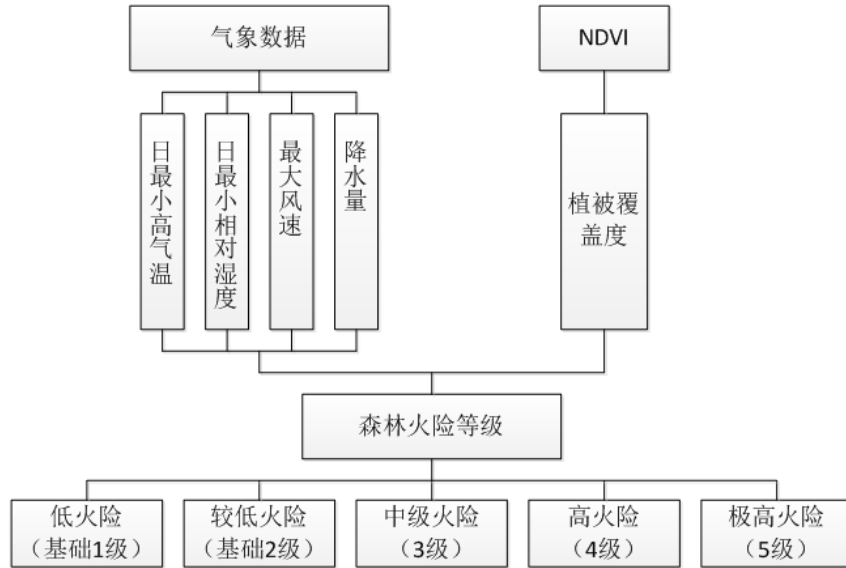 气象数据
NDVI
日最小高气温
日最小相对湿度
最大风速
降水量
植被覆
盖度
森林火险等级
低火险
（基础1级）
较低火险
（基础2级）
中级火险
（3级）
高火险
（4级）
极高火险
（5级）